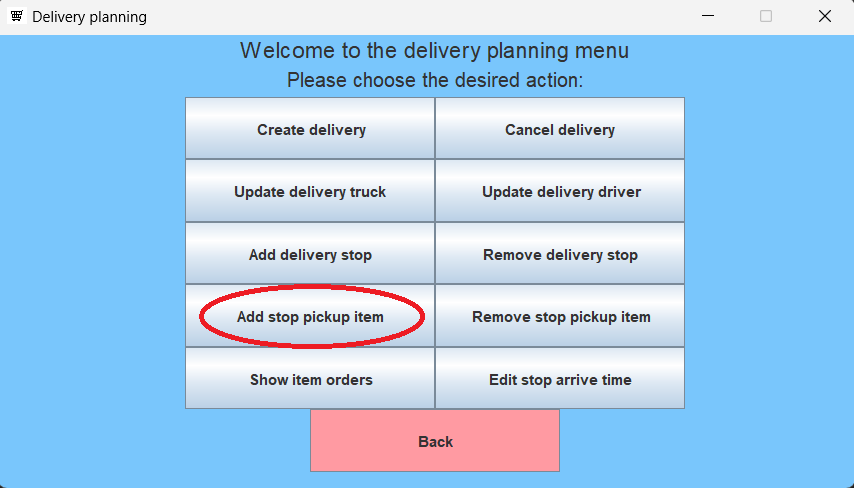 Delivery planning
Welcome to the delivery planning menu
Please choose the desired action:
Create delivery
Cancel delivery
Update delivery truck
Update delivery driver
Add delivery stop
Remove delivery stop
Add stop pickup item
Remove stop pickup item
Show item orders
Edit stop arrive time
Back